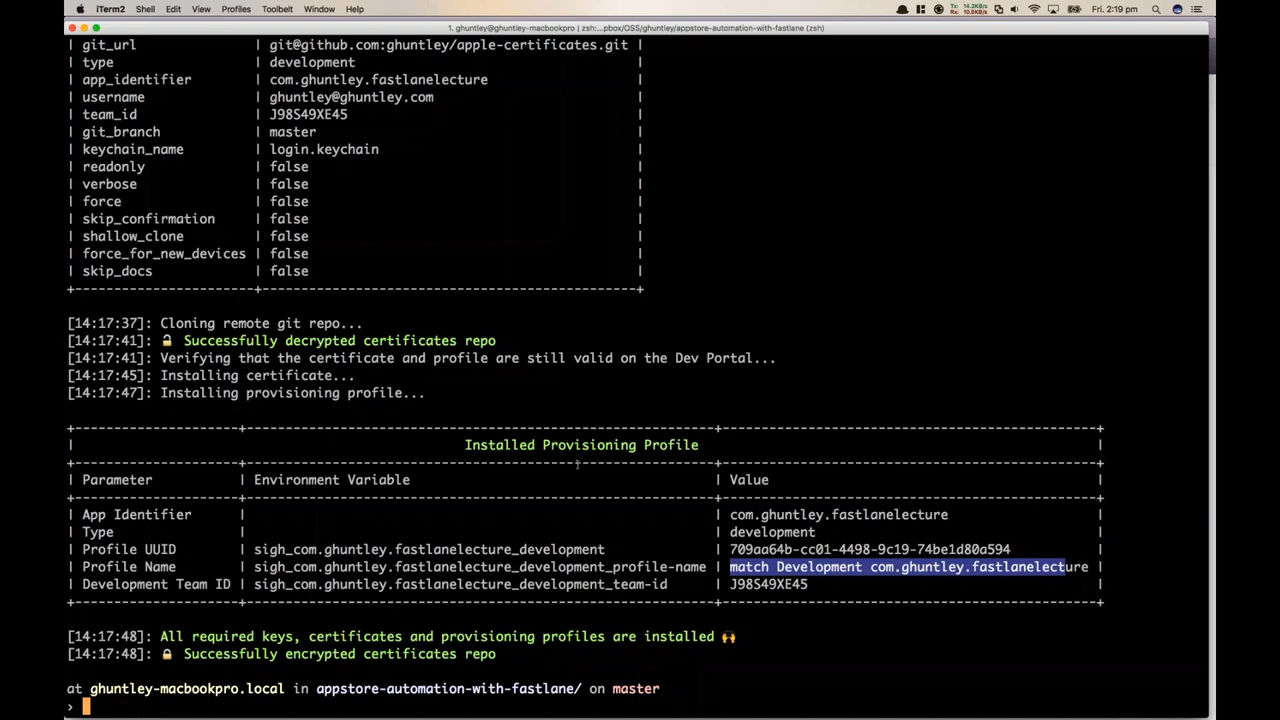 iTerm2 Shell Edit View Profiles Toolbelt Window Help Tx: 14.2KB/s Rx: 10.5KB/s Fri. 2:19 pm
1. ghuntley@ghuntley-macbookpro | zsh:...pbox/OSS/ghuntley/appstore-automation-with-fastlane (zsh)
| git_url | git@github.com:ghuntley/apple-certificates.git |
| type | development |
| app_identifier | com.ghuntley.fastlanelecture |
| username | ghuntley@ghuntley.com |
| team_id | J98S49XE45 |
| git_branch | master |
| keychain_name | login.keychain |
| readonly | false |
| verbose | false |
| force | false |
| skip_confirmation | false |
| shallow_clone | false |
| force_for_new_devices | false |
| skip_docs | false |
[14:17:37]: Cloning remote git repo...
[14:17:41]: 🔓 Successfully decrypted certificates repo
[14:17:41]: Verifying that the certificate and profile are still valid on the Dev Portal...
[14:17:45]: Installing certificate...
[14:17:47]: Installing provisioning profile...
| Installed Provisioning Profile |
| Parameter | Environment Variable | Value |
| App Identifier | | com.ghuntley.fastlanelecture |
| Type | | development |
| Profile UUID | sigh_com.ghuntley.fastlanelecture_development | 709aa64b-cc01-4498-9c19-74be1d80a594 |
| Profile Name | sigh_com.ghuntley.fastlanelecture_development_profile-name | match Development com.ghuntley.fastlanelecture |
| Development Team ID | sigh_com.ghuntley.fastlanelecture_development_team-id | J98S49XE45 |
[14:17:48]: All required keys, certificates and provisioning profiles are installed 🙌
[14:17:48]: 🔒 Successfully encrypted certificates repo
at ghuntley-macbookpro.local in appstore-automation-with-fastlane/ on master
›